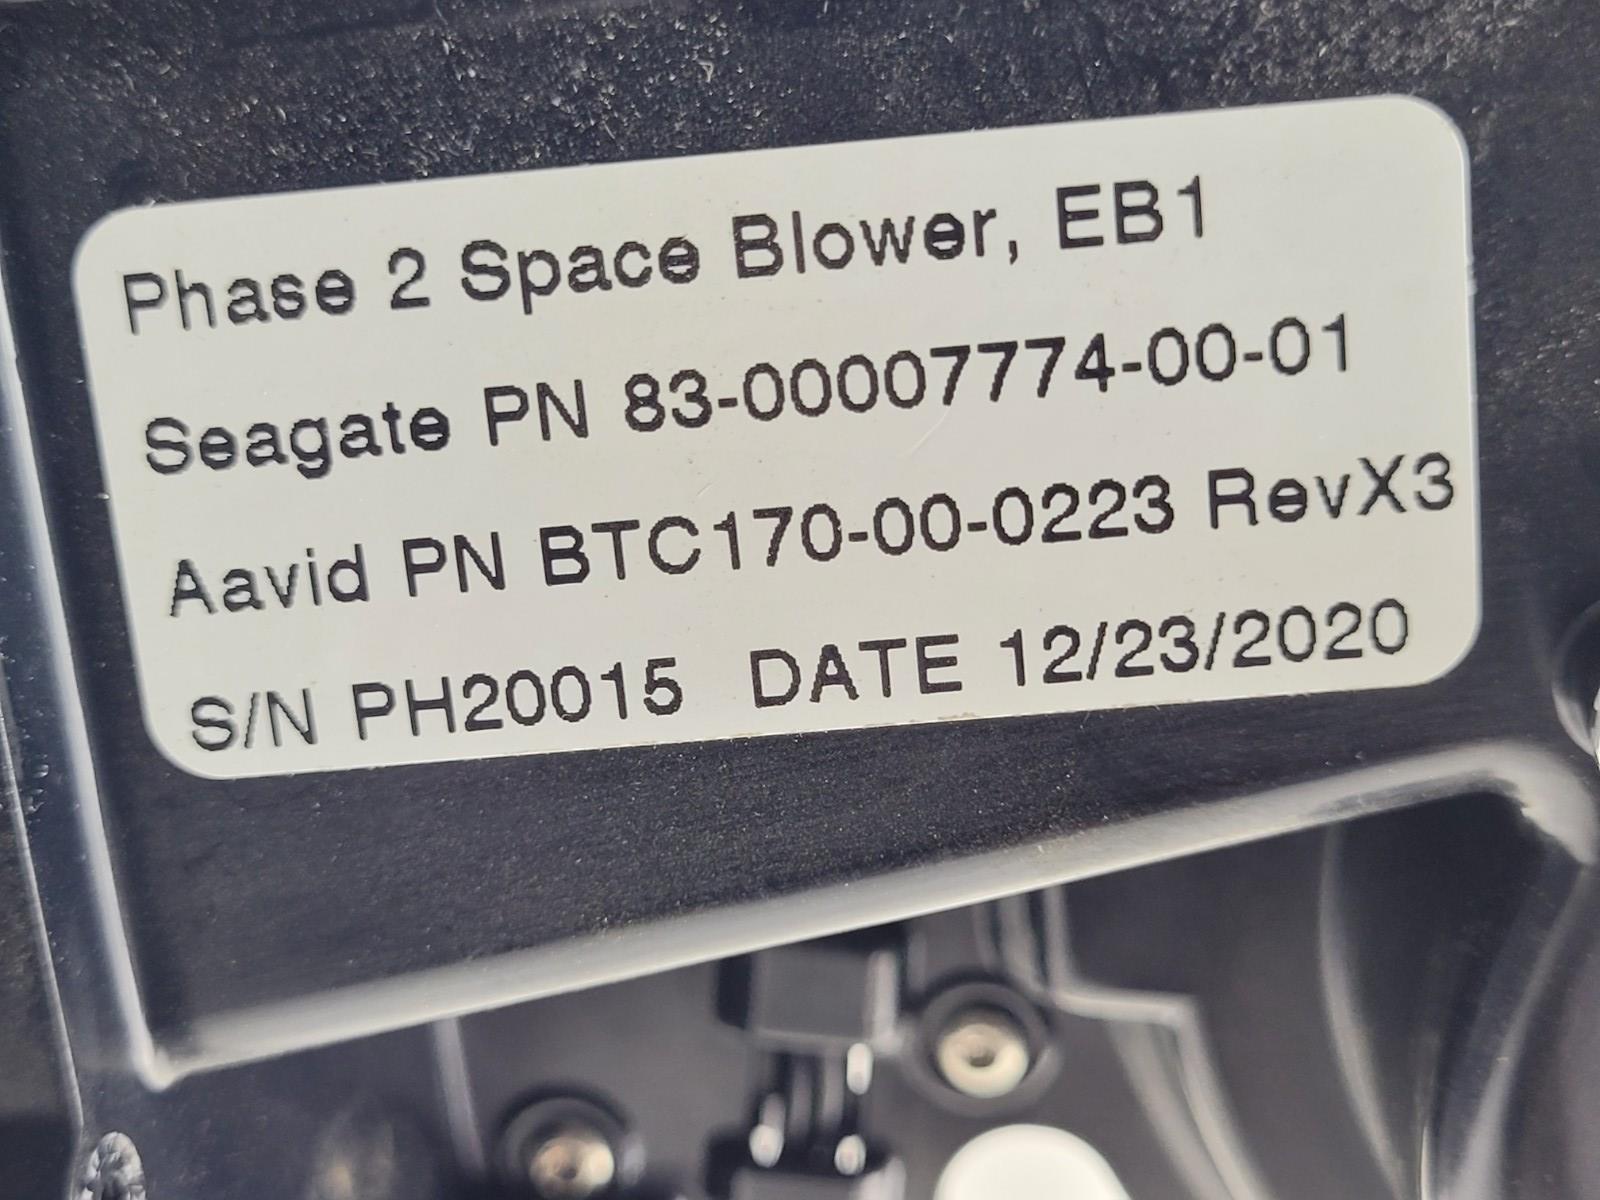 Phase 2 Space Blower, EB1
Seagate PN 83-00007774-00-01
Aavid PN BTC170-00-0223 RevX3
S/N PH20015 DATE 12/23/2020